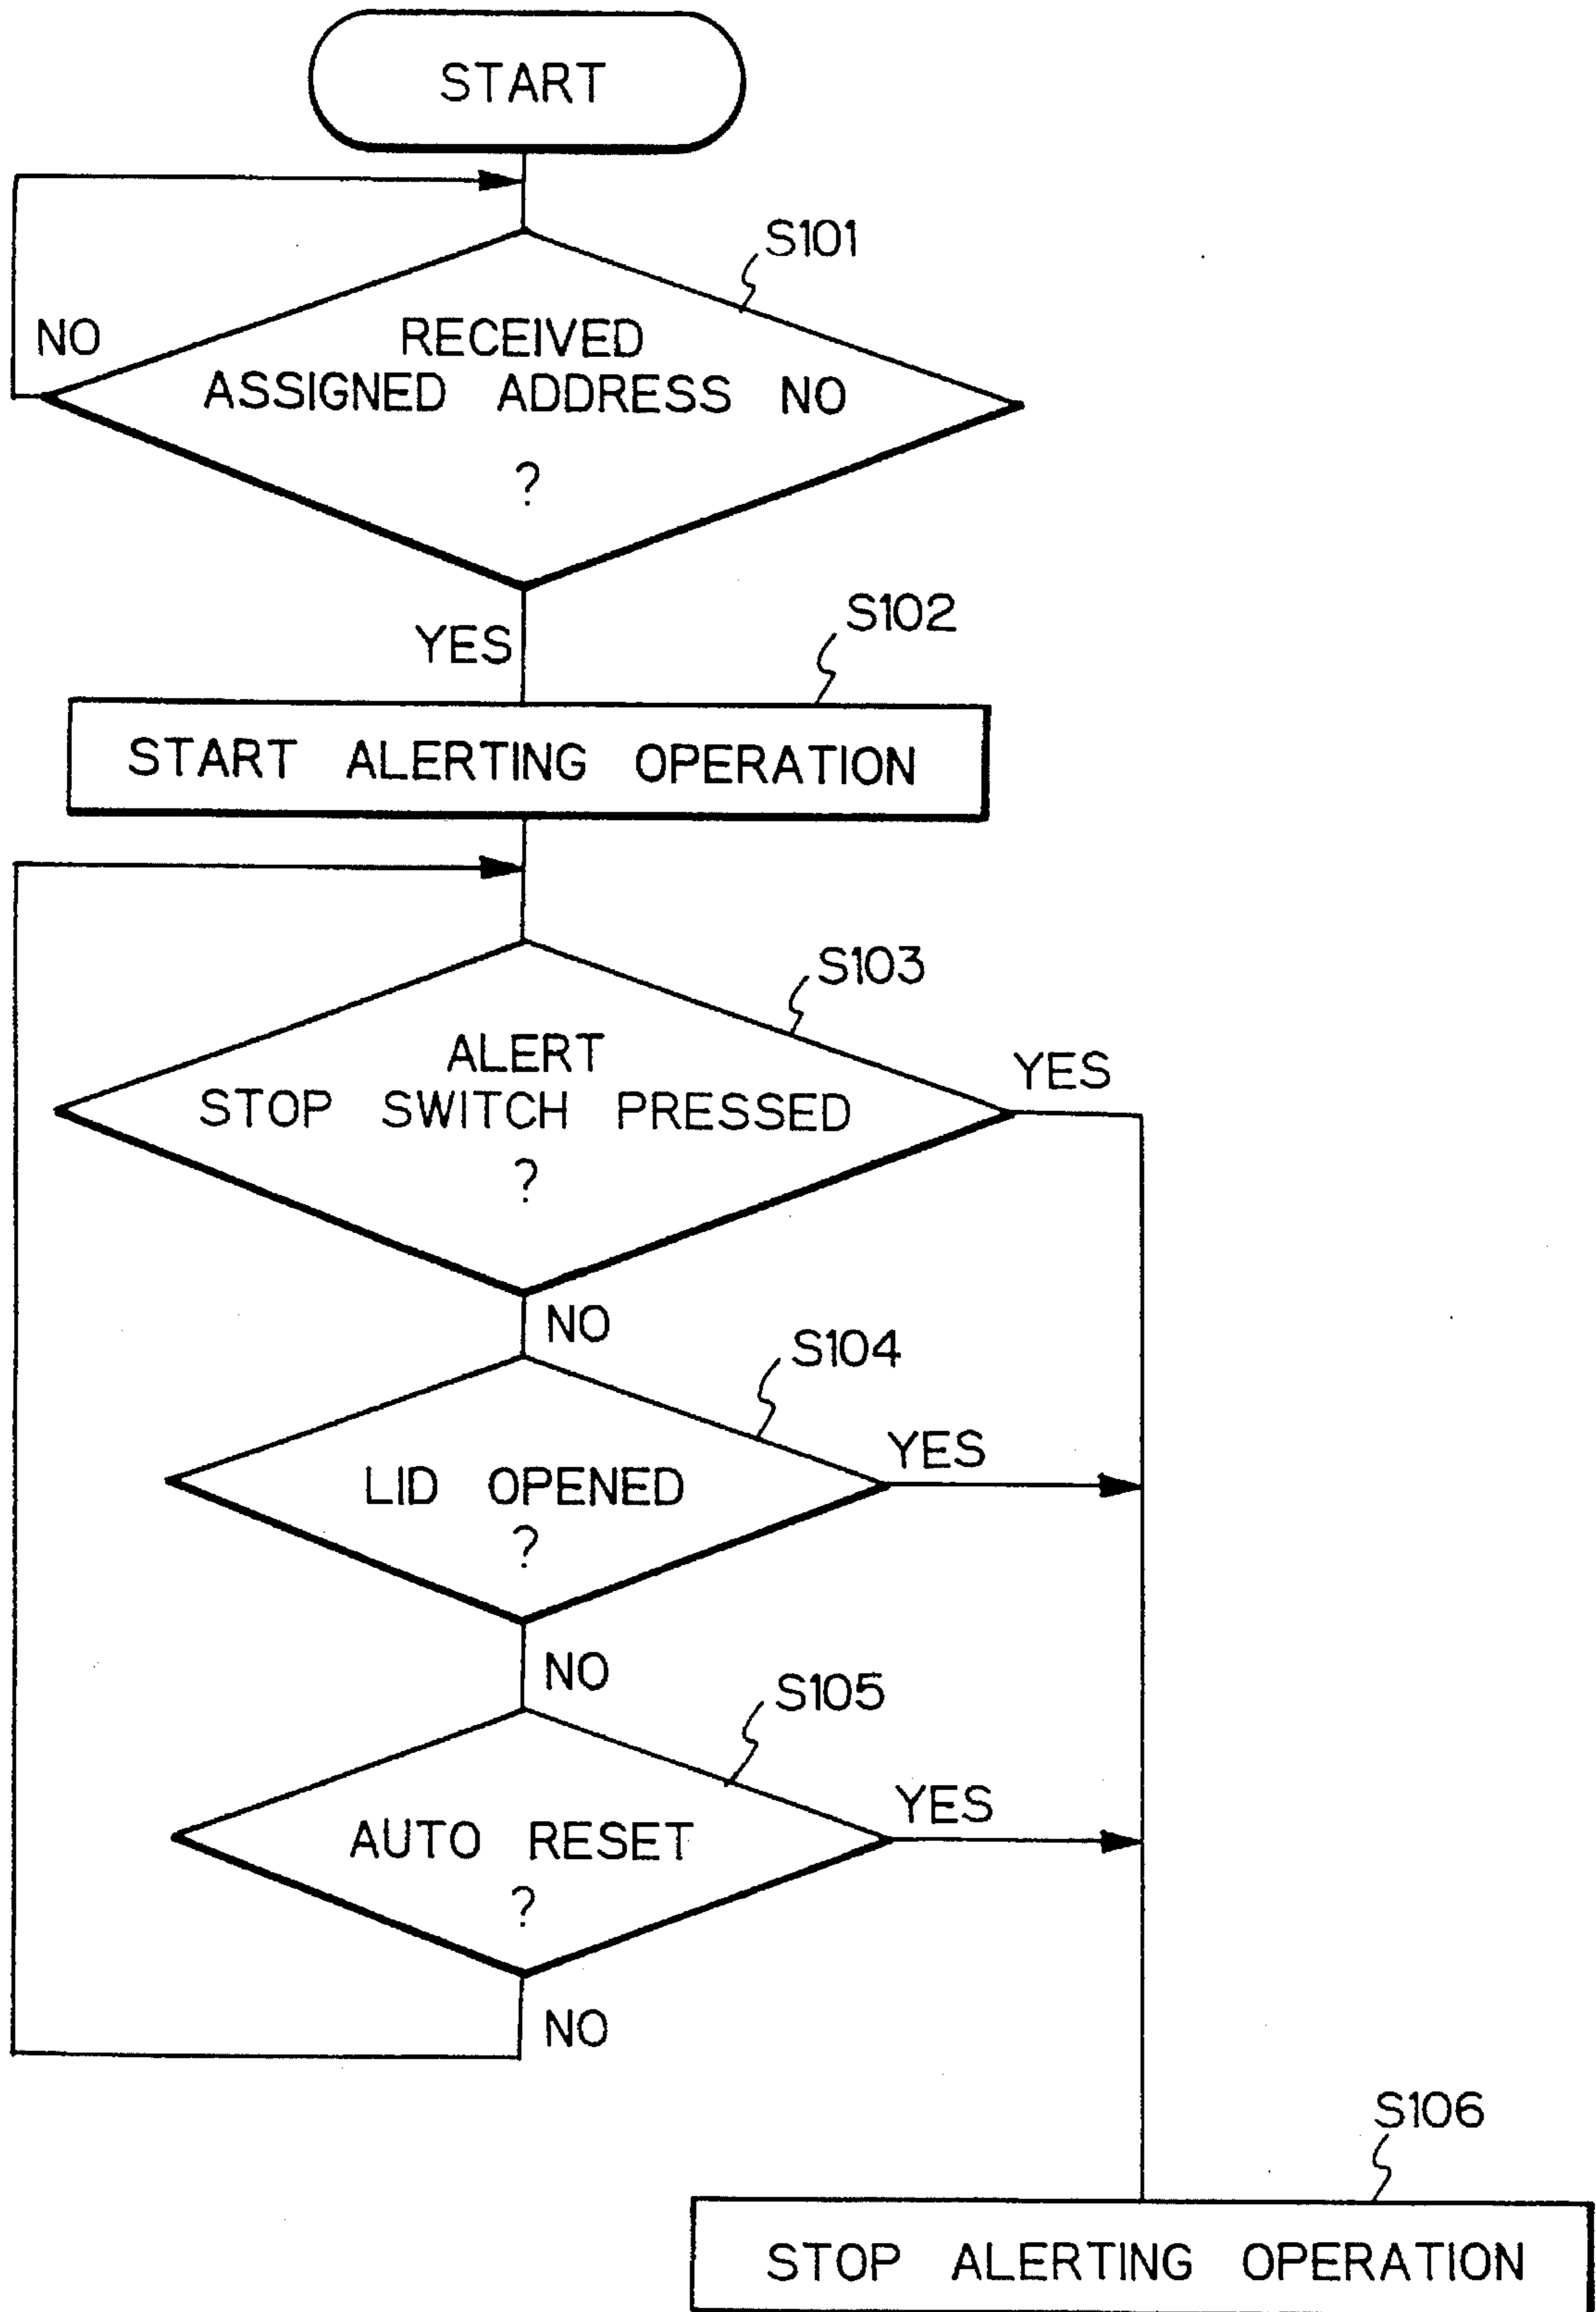 START
S101
NO
RECEIVED
ASSIGNED ADDRESS NO
?
YES
S102
START ALERTING OPERATION
S103
ALERT
STOP SWITCH PRESSED
?
YES
NO
S104
LID OPENED
?
YES
NO
S105
AUTO RESET
?
YES
NO
S106
STOP ALERTING OPERATION